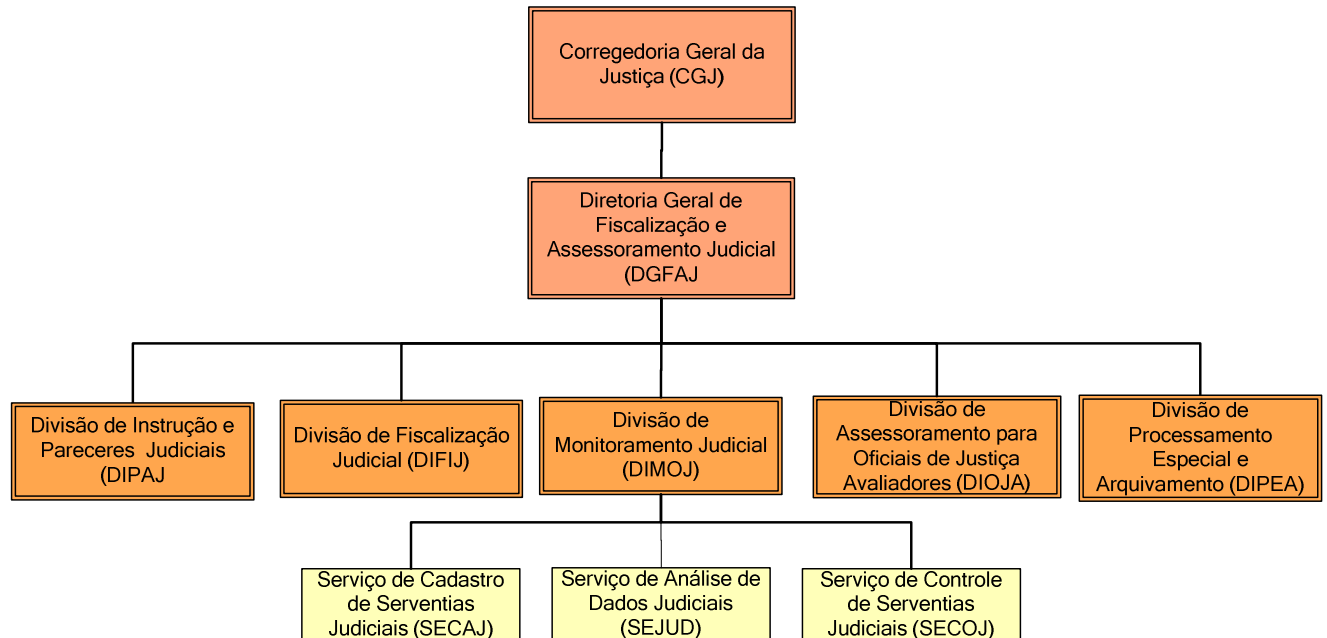 Corregedoria Geral da
Justiça (CGJ)
Diretoria Geral de
Fiscalização e
Assessoramento Judicial
(DGFAJ
Divisão de Instrução e
Pareceres Judiciais
(DIPAJ
Divisão de Fiscalização
Judicial (DIFIJ)
Divisão de
Monitoramento Judicial
(DIMOJ)
Divisão de
Assessoramento para
Oficiais de Justiça
Avaliadores (DIOJA)
Divisão de
Processamento
Especial e
Arquivamento (DIPEA)
Serviço de Cadastro
de Serventias
Judiciais (SECAJ)
Serviço de Análise de
Dados Judiciais
(SEJUD)
Serviço de Controle
de Serventias
Judiciais (SECOJ)